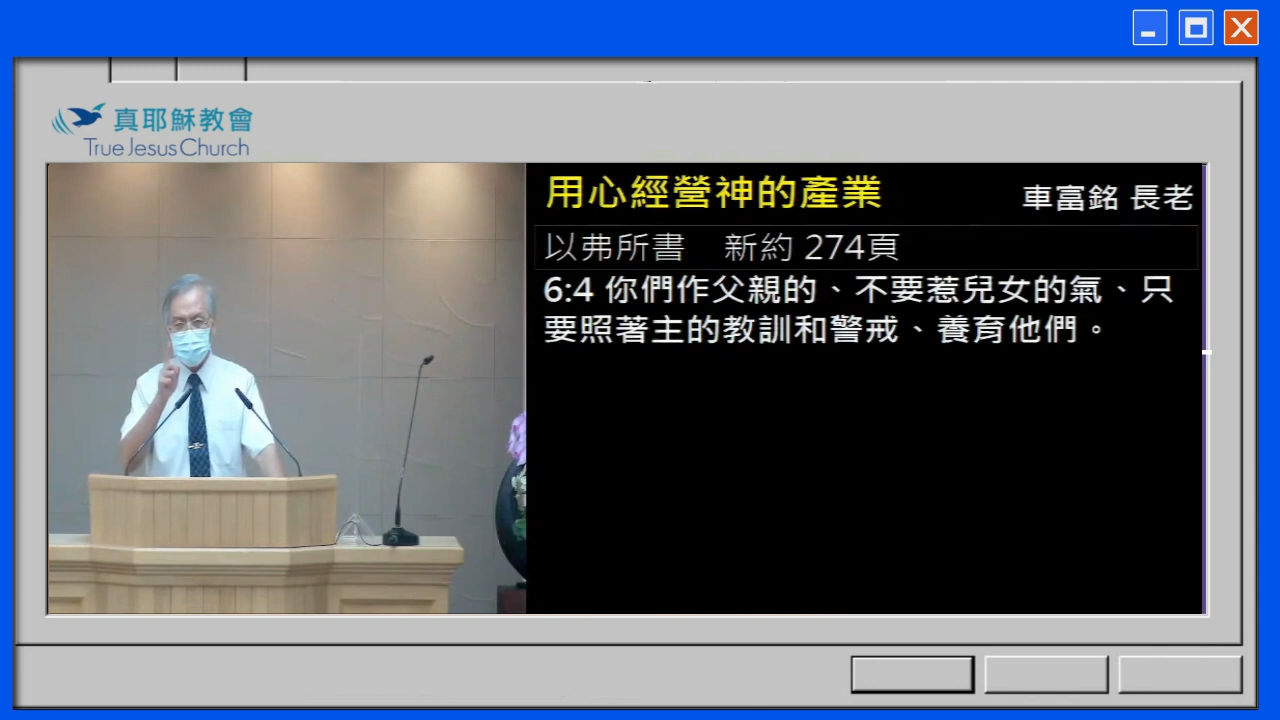 真耶穌教會
True Jesus Church
用心經營神的產業
車富銘 長老
以弗所書 新約 274頁
6:4 你們作父親的、不要惹兒女的氣、只
要照著主的教訓和警戒、養育他們。